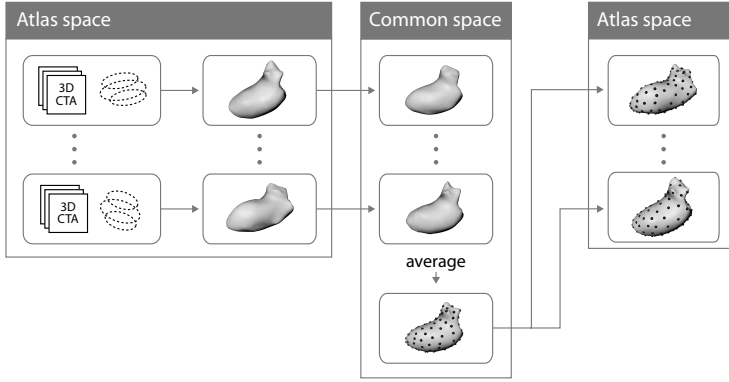 Atlas space
Common space
Atlas space
3D
CTA
3D
CTA
average